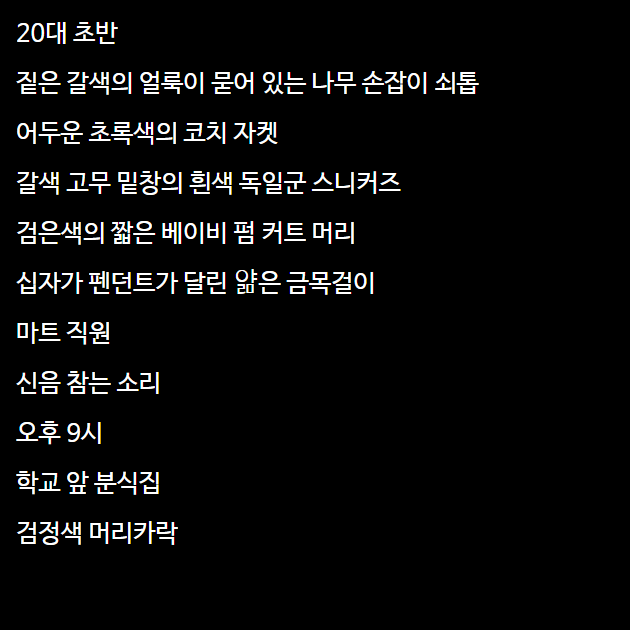 20대 초반
짙은 갈색의 얼룩이 묻어 있는 나무 손잡이 쇠톱
어두운 초록색의 코치 자켓
갈색 고무 밑창의 흰색 독일군 스니커즈
검은색의 짧은 베이비 펌 커트 머리
십자가 펜던트가 달린 얇은 금목걸이
마트 직원
신음 참는 소리
오후 9시
학교 앞 분식집
검정색 머리카락